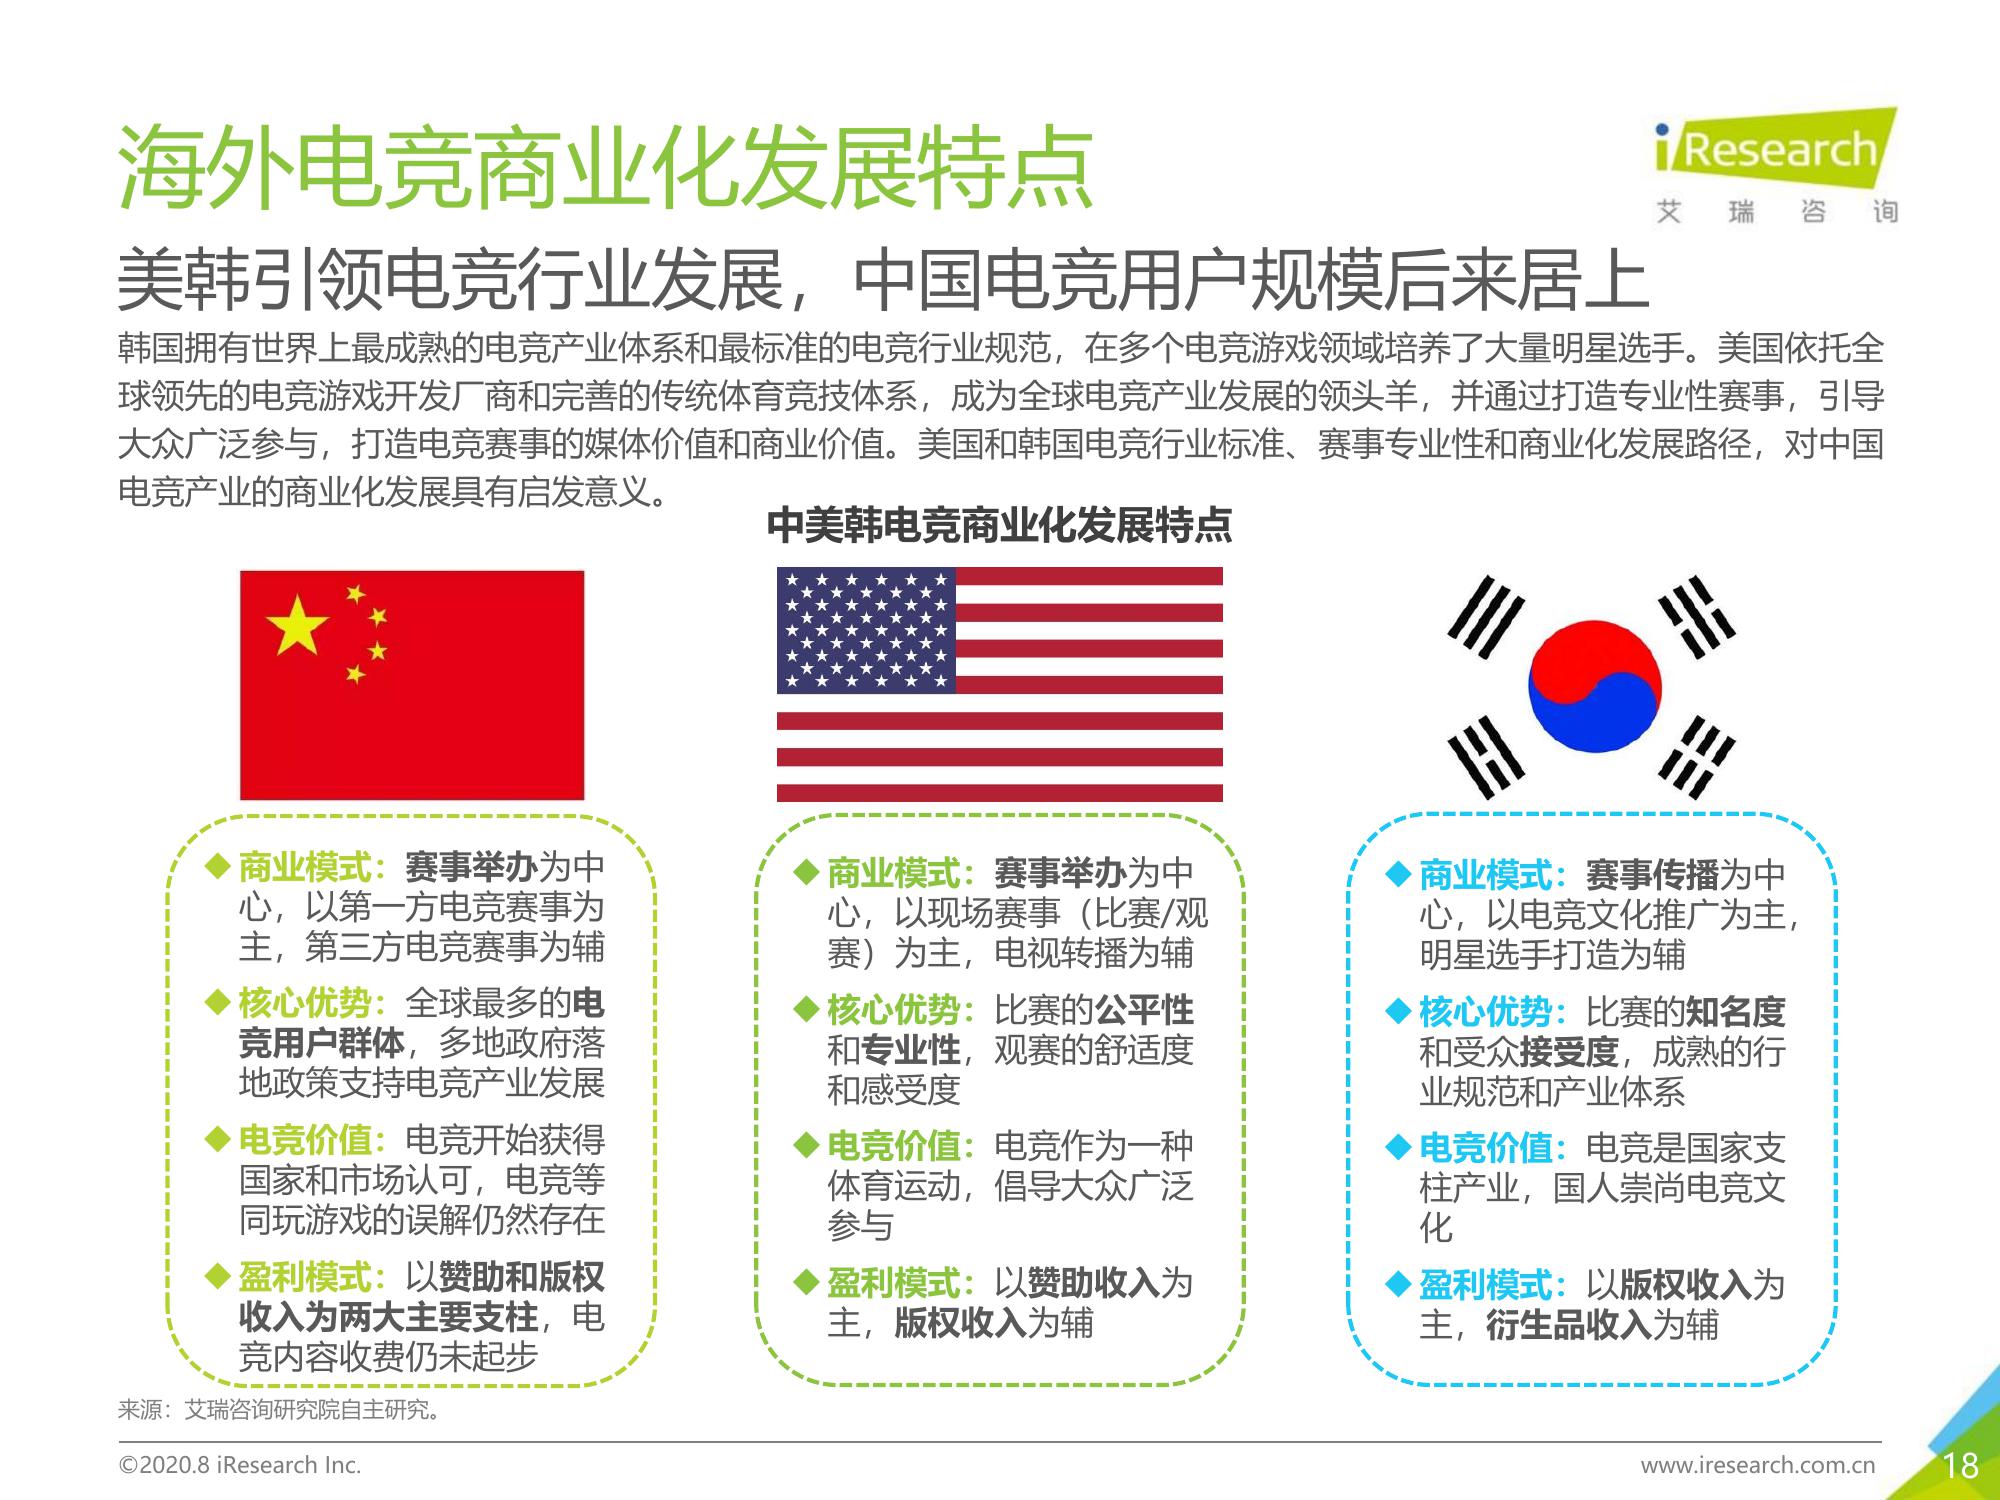 海外电竞商业化发展特点
iResearch
艾瑞咨询
美韩引领电竞行业发展，中国电竞用户规模后来居上
韩国拥有世界上最成熟的电竞产业体系和最标准的电竞行业规范，在多个电竞游戏领域培养了大量明星选手。美国依托全
球领先的电竞游戏开发厂商和完善的传统体育竞技体系，成为全球电竞产业发展的领头羊，并通过打造专业性赛事，引导
大众广泛参与，打造电竞赛事的媒体价值和商业价值。美国和韩国电竞行业标准、赛事专业性和商业化发展路径，对中国
电竞产业的商业化发展具有启发意义。
中美韩电竞商业化发展特点
◆商业模式：赛事举办为中
心，以第一方电竞赛事为
主，第三方电竞赛事为辅
◆核心优势：全球最多的电
竞用户群体，多地政府落
地政策支持电竞产业发展
◆电竞价值：电竞开始获得
国家和市场认可，电竞等
同玩游戏的误解仍然存在
◆盈利模式：以赞助和版权
收入为两大主要支柱，电
竞内容收费仍未起步
◆商业模式：赛事举办为中
心，以现场赛事（比赛/观
赛）为主，电视转播为辅
◆核心优势：比赛的公平性
和专业性，观赛的舒适度
和感受度
◆电竞价值：电竞作为一种
体育运动，倡导大众广泛
参与
◆盈利模式：以赞助收入为
主，版权收入为辅
◆商业模式：赛事传播为中
心，以电竞文化推广为主，
明星选手打造为辅
◆核心优势：比赛的知名度
和受众接受度，成熟的行
业规范和产业体系
◆电竞价值：电竞是国家支
柱产业，国人崇尚电竞文
化
◆盈利模式：以版权收入为
主，衍生品收入为辅
来源：艾瑞咨询研究院自主研究。
©2020.8 iResearch Inc.
www.iresearch.com.cn
18